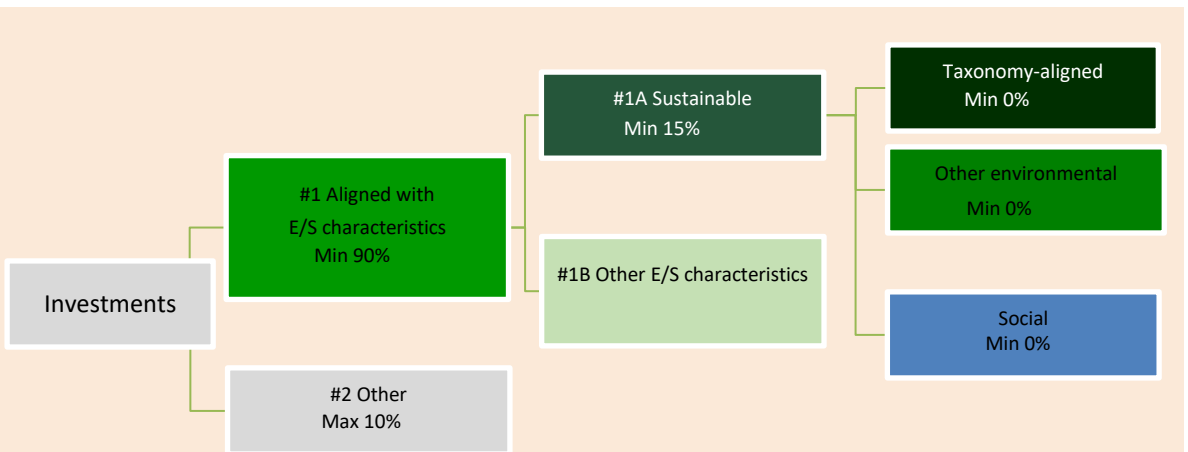 Investments
#1 Aligned with
E/S characteristics
Min 90%
#2 Other
Max 10%
#1A Sustainable
Min 15%
#1B Other E/S characteristics
Taxonomy-aligned
Min 0%
Other environmental
Min 0%
Social
Min 0%